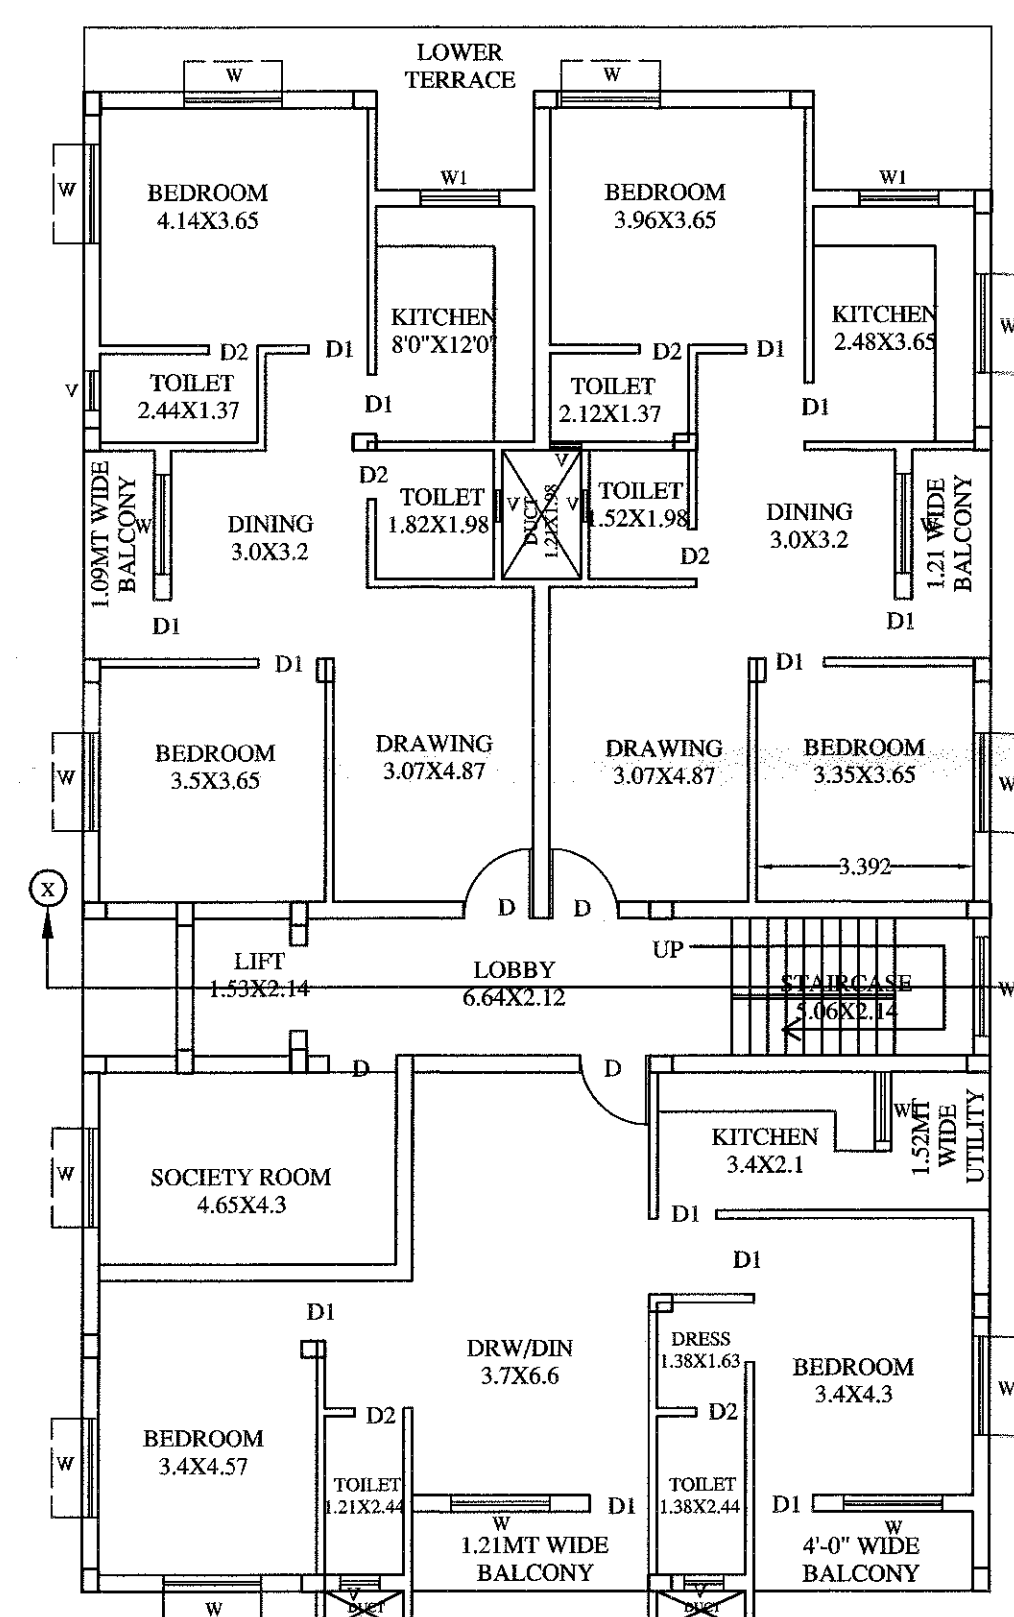 LOWER
TERRACE
W
W
W
W1
W1
BEDROOM
4.14X3.65
BEDROOM
3.96X3.65
KITCHEN
8'0"X12'0"
KITCHEN
2.48X3.65
W
D2
D1
D2
D1
V
TOILET
2.44X1.37
D1
TOILET
2.12X1.37
D1
1.09MT WIDE
BALCONY
W
DINING
3.0X3.2
D2
TOILET
1.82X1.98
V
V
V
DUCT
1.21X1.98
TOILET
1.52X1.98
D2
DINING
3.0X3.2
W
1.21 WIDE
BALCONY
D1
D1
D1
D1
W
BEDROOM
3.5X3.65
DRAWING
3.07X4.87
DRAWING
3.07X4.87
BEDROOM
3.35X3.65
W
3.392
X
D
D
LIFT
1.53X2.14
LOBBY
6.64X2.12
UP
STAIRCASE
5.06X2.14
W
D
D
W
SOCIETY ROOM
4.65X4.3
KITCHEN
3.4X2.1
W
1.52MT
WIDE
UTILITY
D1
D1
D1
DRW/DIN
3.7X6.6
DRESS
1.38X1.63
BEDROOM
3.4X4.3
W
D2
D2
W
BEDROOM
3.4X4.57
TOILET
1.21X2.44
TOILET
1.38X2.44
D1
D1
W
1.21MT WIDE
BALCONY
W
4'-0" WIDE
BALCONY
W
V
DUCT
V
DUCT